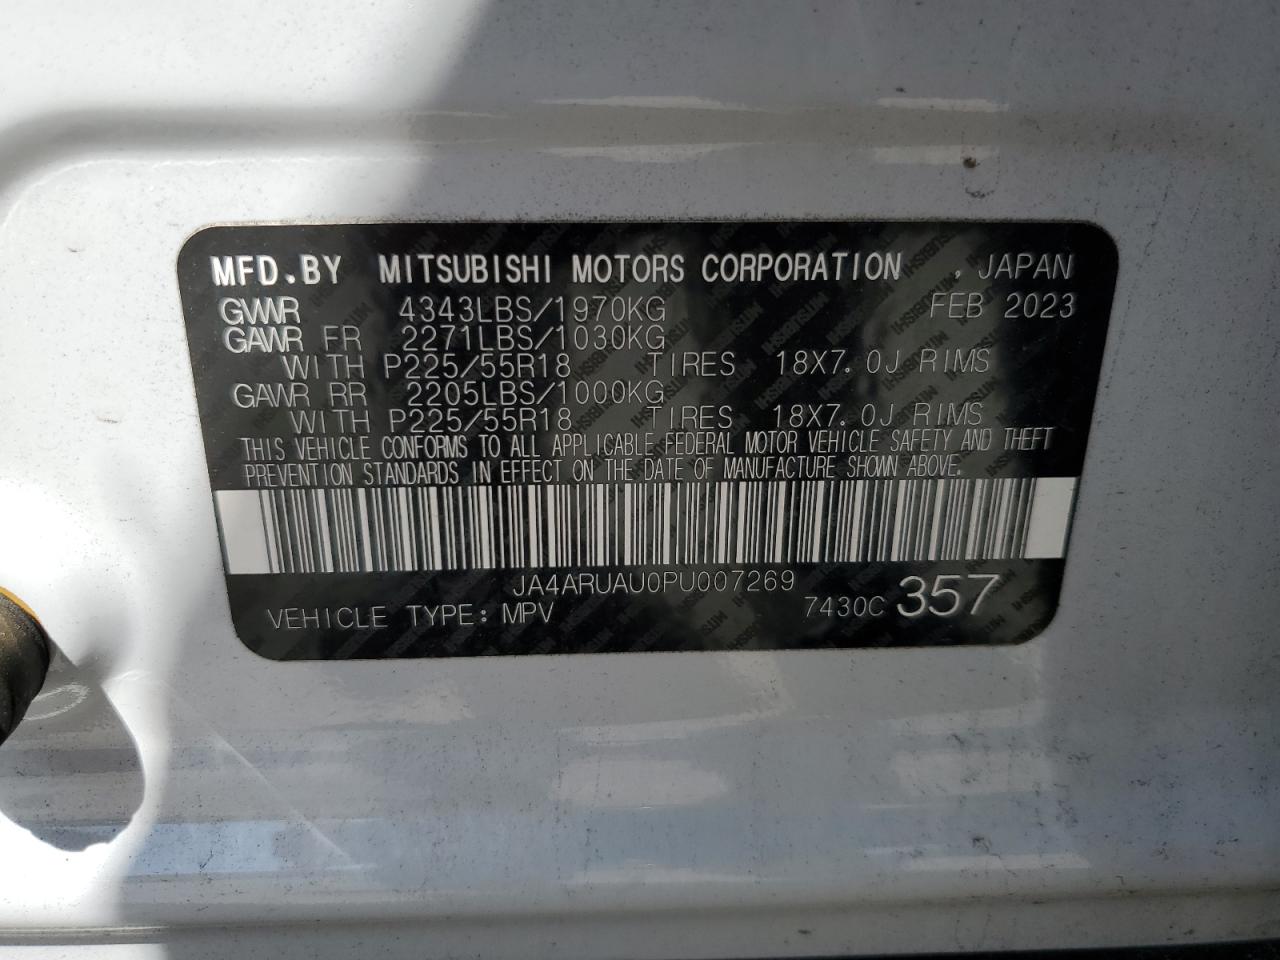 MFD.BY MITSUBISHI MOTORS CORPORATION , JAPAN
GVWR 4343LBS/1970KG FEB 2023
GAWR FR 2271LBS/1030KG
WITH P225/55R18 TIRES 18X7.0J RIMS
GAWR RR 2205LBS/1000KG
WITH P225/55R18 TIRES 18X7.0J RIMS
THIS VEHICLE CONFORMS TO ALL APPLICABLE FEDERAL MOTOR VEHICLE SAFETY AND THEFT
PREVENTION STANDARDS IN EFFECT ON THE DATE OF MANUFACTURE SHOWN ABOVE.
JA4ARUAU0PU007269
VEHICLE TYPE: MPV 7430C 357